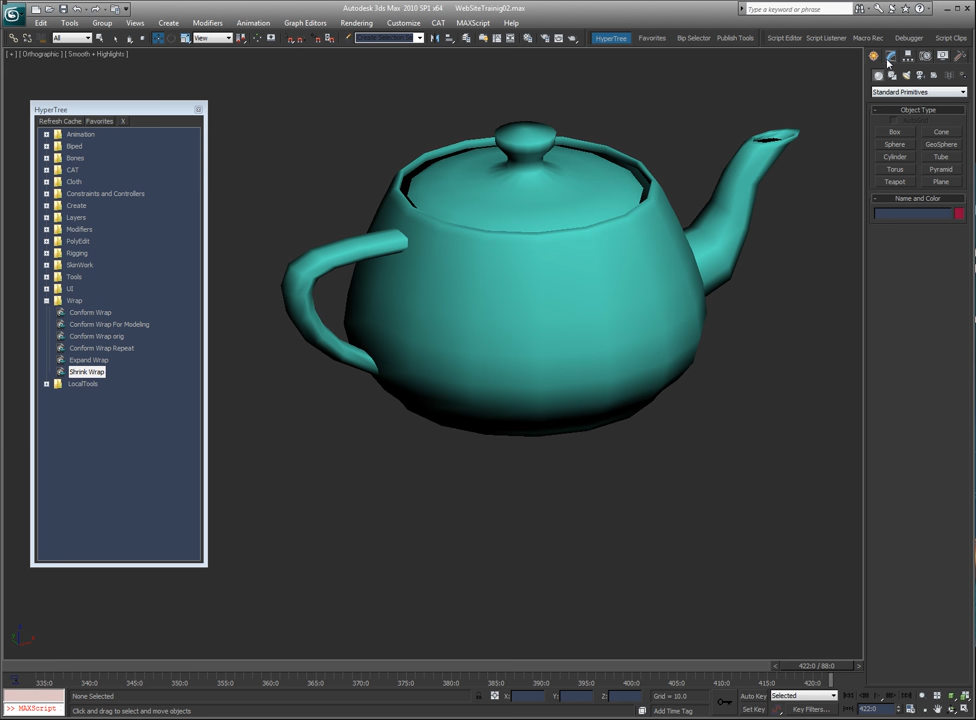 Autodesk 3ds Max 2010 SP1 x64 WebSiteTrainig02.max
Type a keyword or phrase
Edit Tools Group Views Create Modifiers Animation Graph Editors Rendering Customize CAT MAXScript Help
All View HyperTree Favorites Bip Selector Publish Tools Script Editor Script Listener Macro Rec Debugger Script Clips
[ + ] [ Orthographic ] [ Smooth + Highlights ]
Standard Primitives
Object Type
AutoGrid
Box Cone
Sphere GeoSphere
Cylinder Tube
Torus Pyramid
Teapot Plane
Name and Color
HyperTree
Refresh Cache Favorites X
Animation
Biped
Bones
CAT
Cloth
Constraints and Controllers
Create
Layers
Modifiers
PolyEdit
Rigging
SkinWork
Tools
UI
Wrap
Conform Wrap
Conform Wrap For Modeling
Conform Wrap orig
Conform Wrap Repeat
Expand Wrap
Shrink Wrap
LocalTools
422:0 / 88:0
335:0 340:0 345:0 350:0 355:0 360:0 365:0 370:0 375:0 380:0 385:0 390:0 395:0 400:0 405:0 410:0 415:0 420:0
None Selected X: Y: Z: Grid = 10.0 Auto Key Selected
>> MAXScript Click and drag to select and move objects Add Time Tag Set Key Key Filters... 422:0